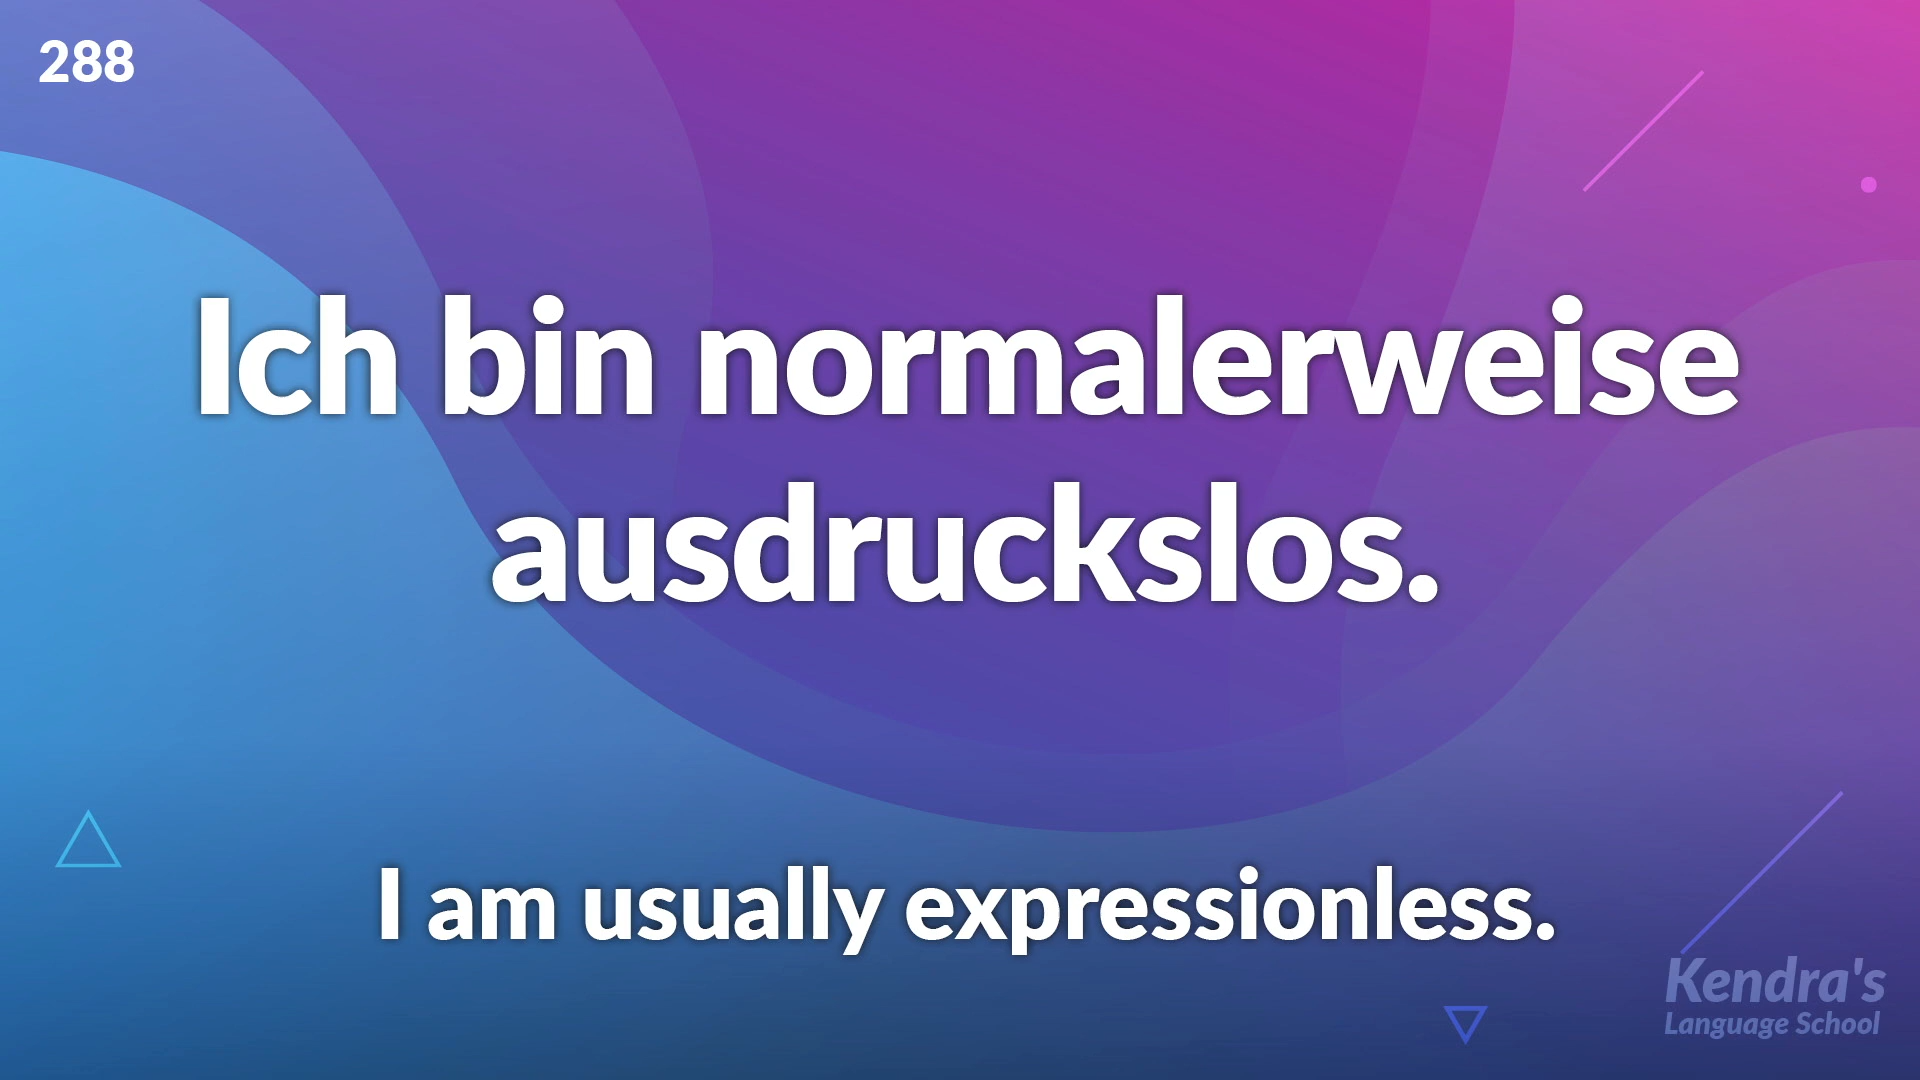 288
Ich bin normalerweise
ausdruckslos.
I am usually expressionless.
Kendra's
Language School